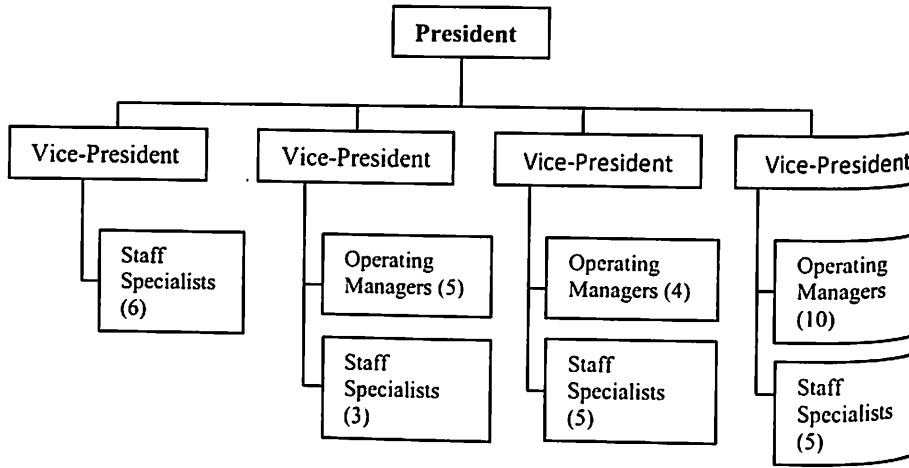 President
Vice-President
Vice-President
Vice-President
Vice-President
Staff
Specialists
(6)
Operating
Managers (5)
Staff
Specialists
(3)
Operating
Managers (4)
Staff
Specialists
(5)
Operating
Managers
(10)
Staff
Specialists
(5)